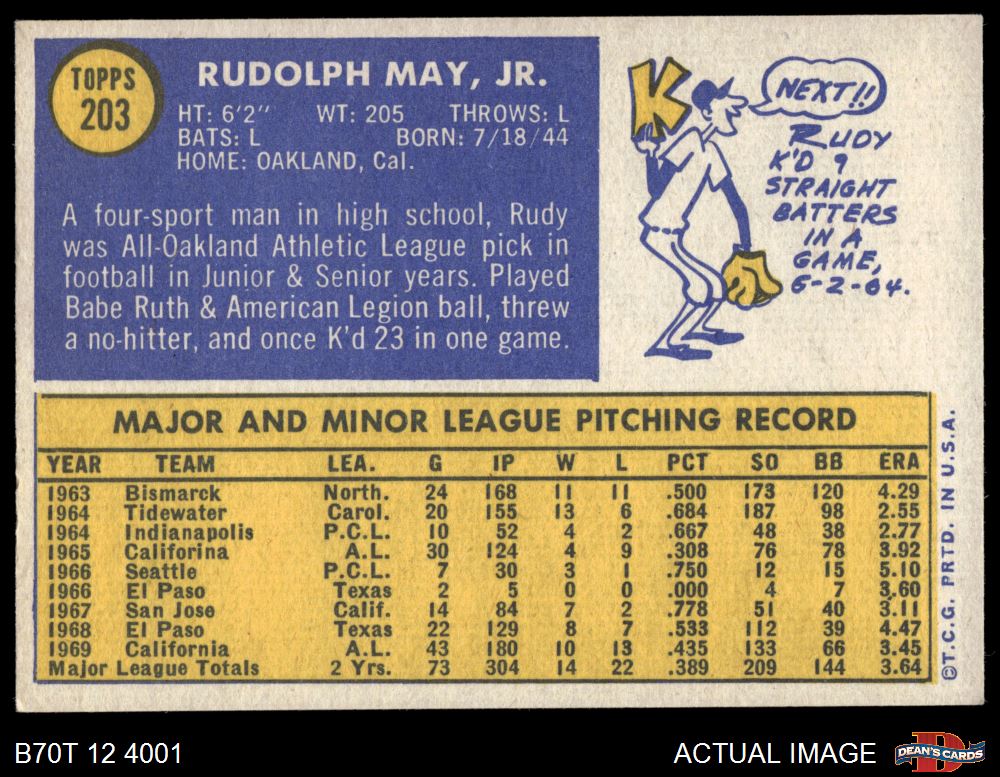 TOPPS
203
RUDOLPH MAY, JR.
HT: 6'2" WT: 205 THROWS: L
BATS: L BORN: 7/18/44
HOME: OAKLAND, Cal.
A four-sport man in high school, Rudy
was All-Oakland Athletic League pick in
football in Junior & Senior years. Played
Babe Ruth & American Legion ball, threw
a no-hitter, and once K'd 23 in one game.
K
NEXT!!
RUDY
K'D 9
STRAIGHT
BATTERS
IN A
GAME,
6-2-64.
MAJOR AND MINOR LEAGUE PITCHING RECORD
YEAR TEAM LEA. G IP W L PCT SO BB ERA
1963 Bismarck North. 24 168 11 11 .500 173 120 4.29
1964 Tidewater Carol. 20 155 13 6 .684 187 98 2.55
1964 Indianapolis P.C.L. 10 52 4 2 .667 48 38 2.77
1965 Califorina A.L. 30 124 4 9 .308 76 78 3.92
1966 Seattle P.C.L. 7 30 3 1 .750 12 15 5.10
1966 El Paso Texas 2 5 0 0 .000 4 7 3.60
1967 San Jose Calif. 14 84 7 2 .778 51 40 3.11
1968 El Paso Texas 22 129 8 7 .533 112 39 4.47
1969 California A.L. 43 180 10 13 .435 133 66 3.45
Major League Totals 2 Yrs. 73 304 14 22 .389 209 144 3.64
©T.C.G. PRTD. IN U.S.A.
B70T 12 4001
ACTUAL IMAGE
D
DEAN'S CARDS